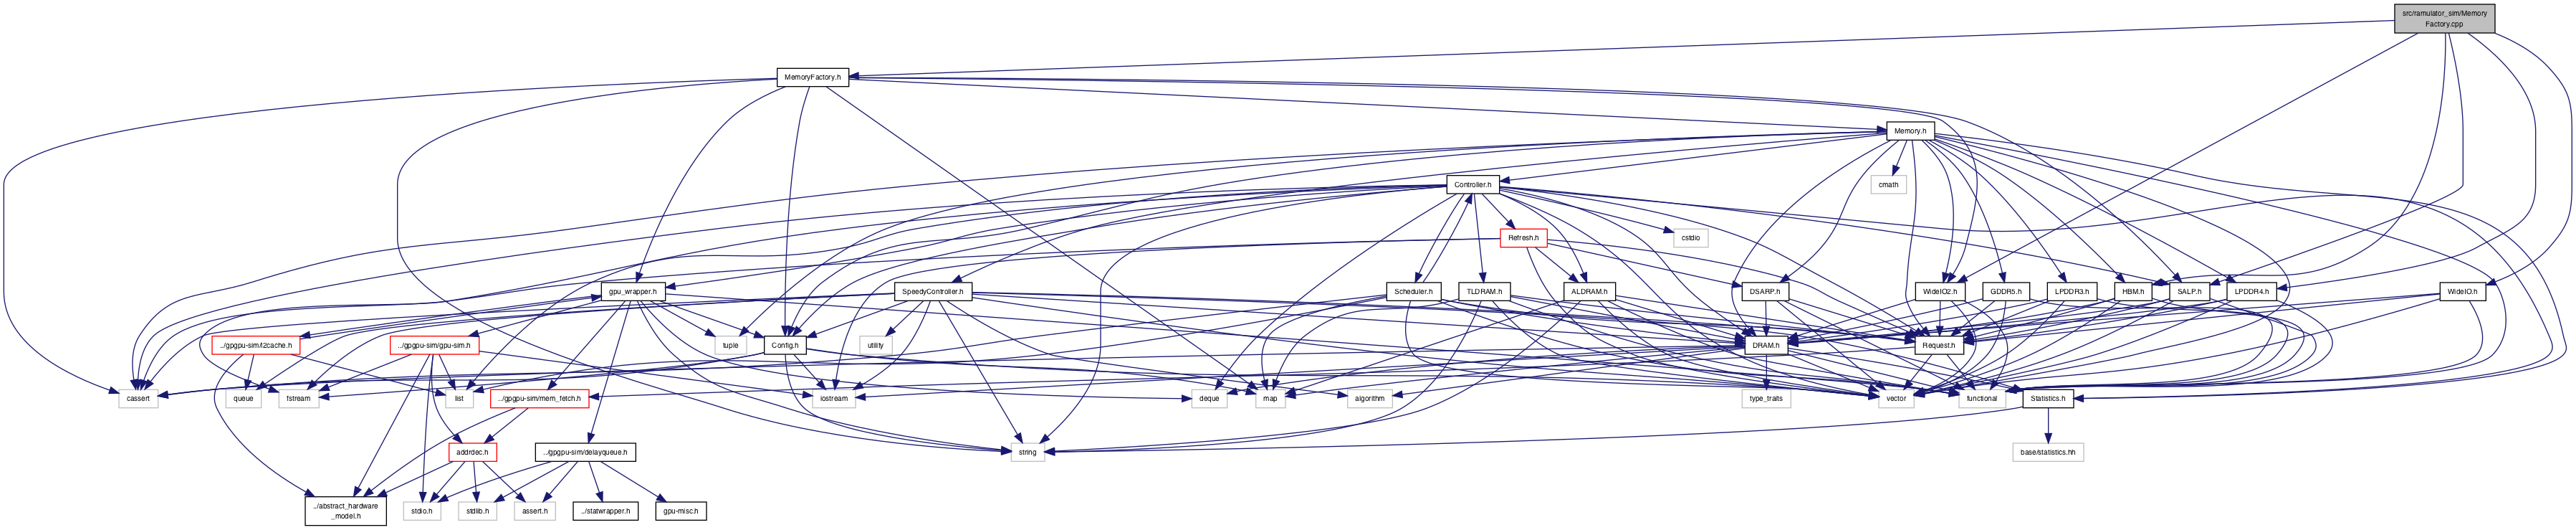 src/ramulator_sim/Memory
Factory.cpp
MemoryFactory.h
Memory.h
cmath
Controller.h
cstdio
Refresh.h
gpu_wrapper.h
SpeedyController.h
Scheduler.h
TLDRAM.h
ALDRAM.h
DSARP.h
WideIO2.h
GDDR5.h
LPDDR3.h
HBM.h
SALP.h
LPDDR4.h
WideIO.h
../gpgpu-sim/l2cache.h
../gpgpu-sim/gpu-sim.h
tuple
Config.h
utility
DRAM.h
Request.h
cassert
queue
fstream
list
../gpgpu-sim/mem_fetch.h
iostream
deque
map
algorithm
type_traits
vector
functional
Statistics.h
addrdec.h
../gpgpu-sim/delayqueue.h
string
base/statistics.hh
../abstract_hardware
_model.h
stdio.h
stdlib.h
assert.h
../statwrapper.h
gpu-misc.h